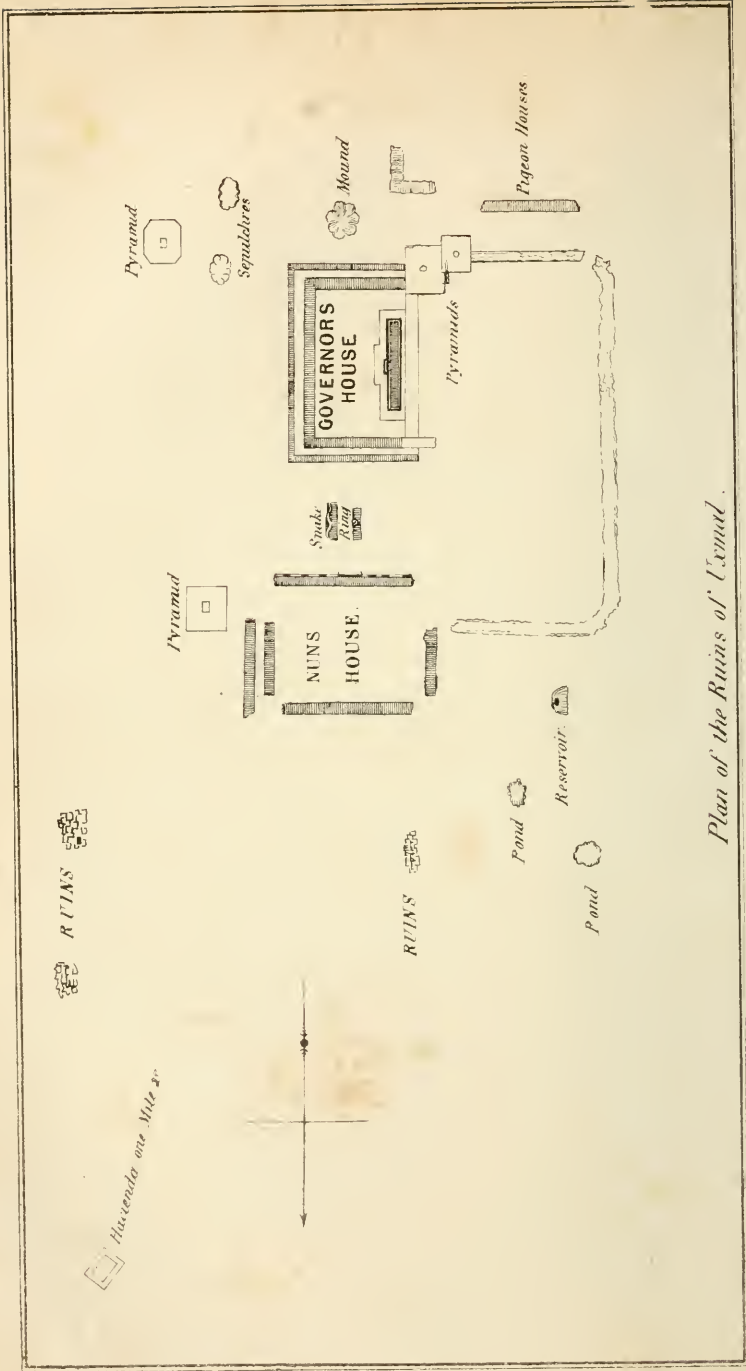 Pyramid
Sepulchres
Mound
Pigeon Houses
GOVERNORS
HOUSE
Pyramids
Snake
Ring
Pyramid
NUNS
HOUSE.
RUINS
RUINS
Pond
Reservoir.
Pond
Hacienda one Mile
Plan of the Ruins of Uxmal.